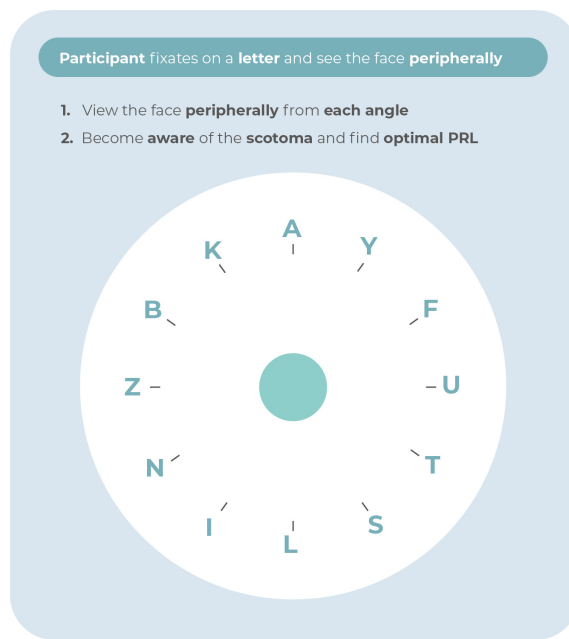 Participant fixates on a letter and see the face peripherally
1. View the face peripherally from each angle
2. Become aware of the scotoma and find optimal PRL
A
Y
F
U
T
S
L
I
N
Z
B
K